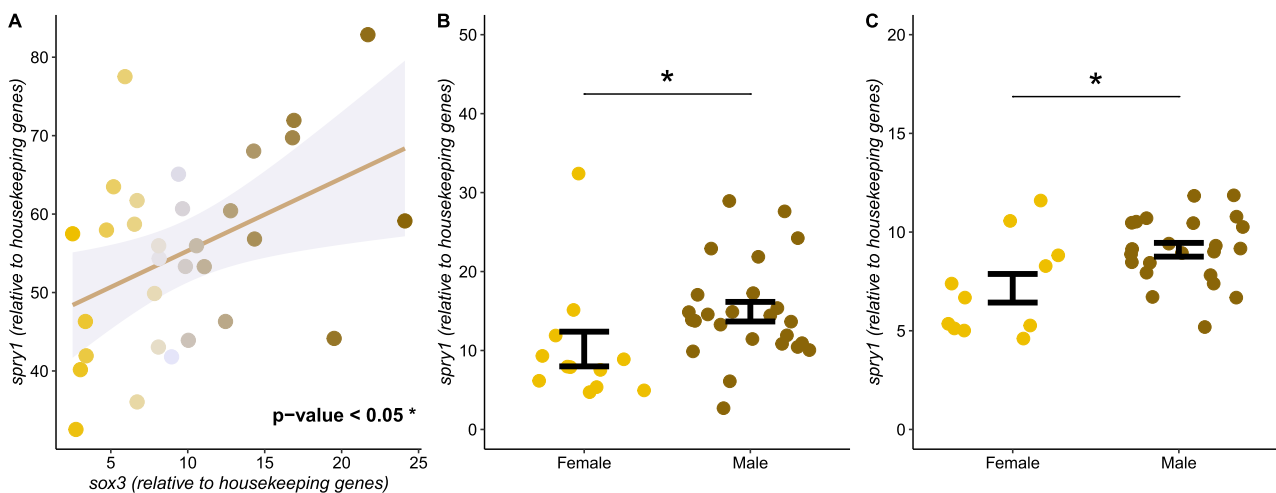 A
spry1 (relative to housekeeping genes)
80
70
60
50
40
p−value < 0.05 *
5
10
15
20
25
sox3 (relative to housekeeping genes)
B
spry1 (relative to housekeeping genes)
50
40
30
20
10
0
*
Female
Male
C
spry1 (relative to housekeeping genes)
20
15
10
5
0
*
Female
Male